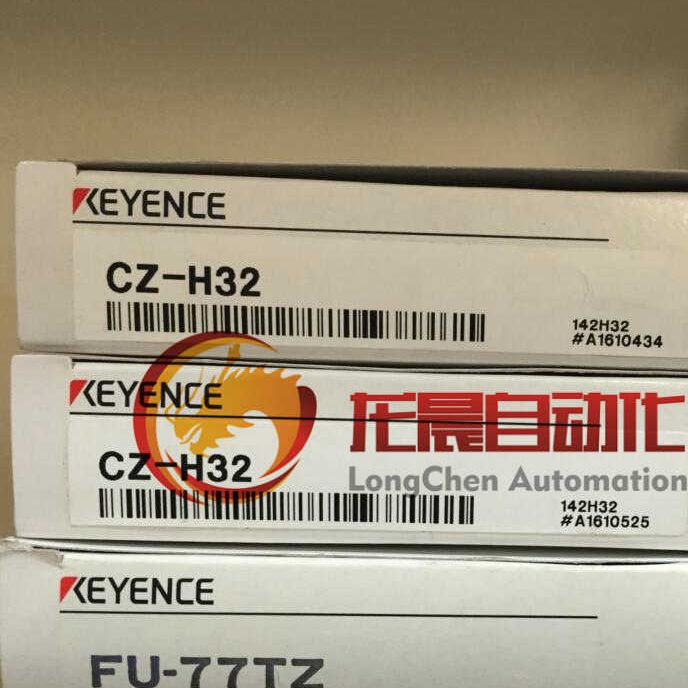 KEYENCE
CZ-H32
142H32
#A1610434
KEYENCE
龙晨自动化
CZ-H32
LongChen Automation
142H32
#A1610525
KEYENCE
FU-77TZ